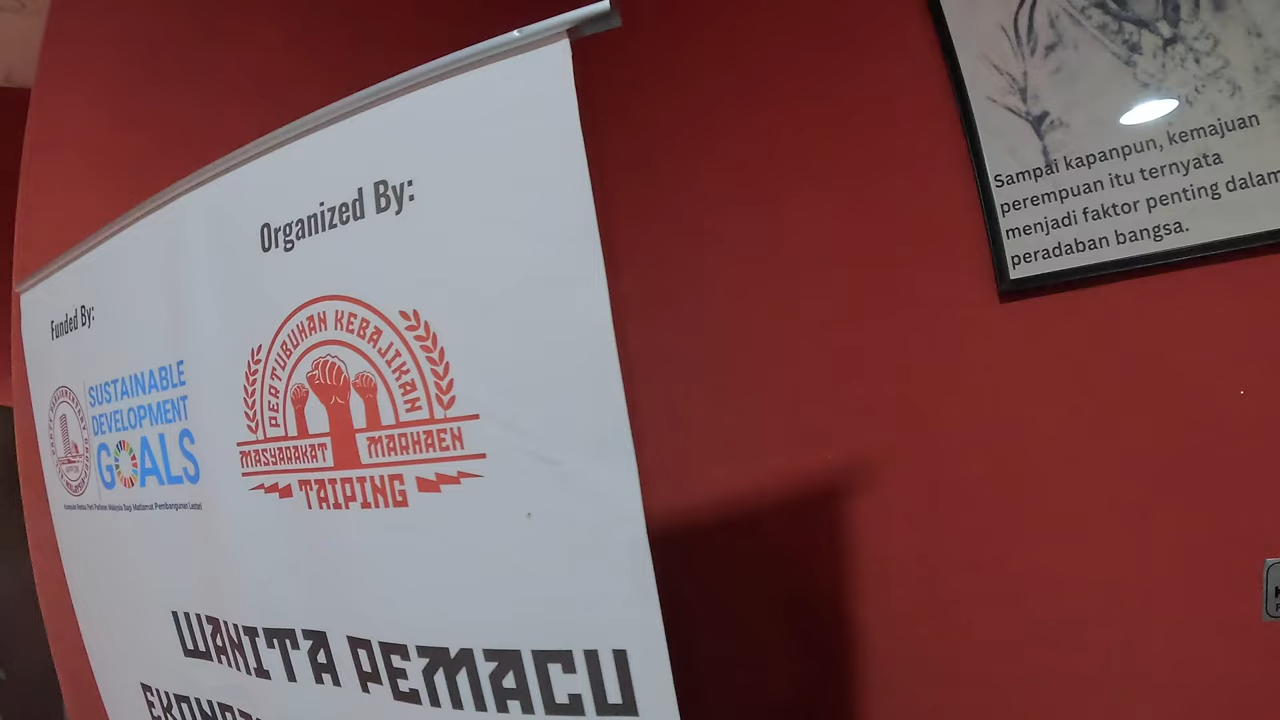 Organized By:
Funded By:
PERTUBUHAN KEBAJIKAN
MASYARAKAT MARHAEN
TAIPING
SUSTAINABLE
DEVELOPMENT
GOALS
WANITA PEMACU
Sampai kapanpun, kemajuan
perempuan itu ternyata
menjadi faktor penting dalam
peradaban bangsa.